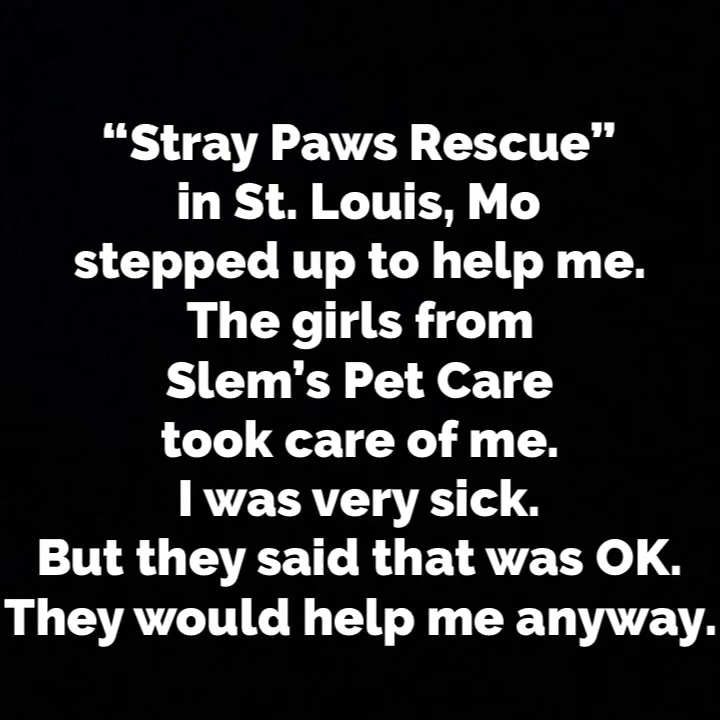 “Stray Paws Rescue”
in St. Louis, Mo
stepped up to help me.
The girls from
Slem’s Pet Care
took care of me.
I was very sick.
But they said that was OK.
They would help me anyway.